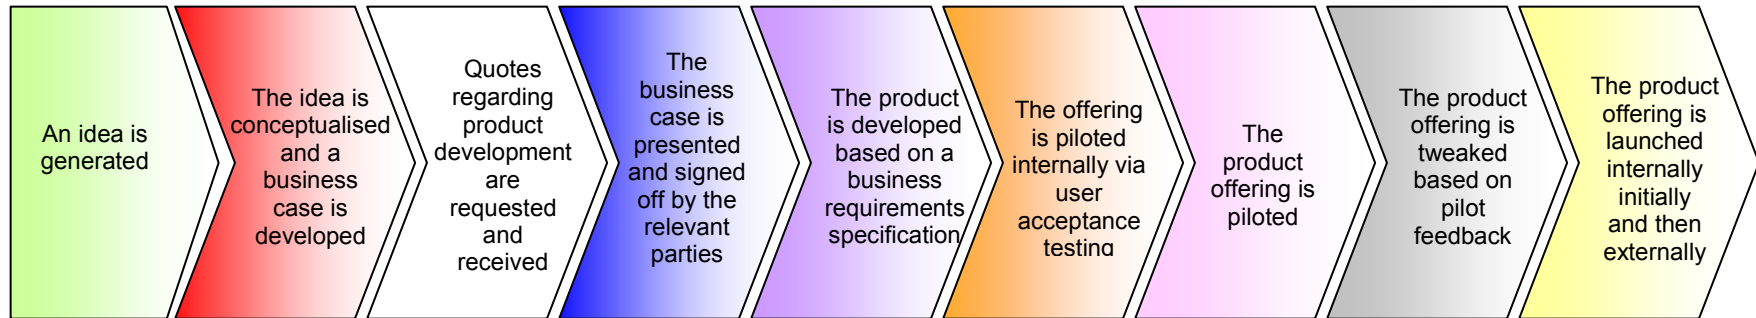 An idea is
generated
The idea is
conceptualised
and a
business
case is
developed
Quotes
regarding
product
development
are
requested
and
received
The
business
case is
presented
and signed
off by the
relevant
parties
The product
is developed
based on a
business
requirements
specification
The offering
is piloted
internally via
user
acceptance
testing
The
product
offering is
piloted
The product
offering is
tweaked
based on
pilot
feedback
The product
offering is
launched
internally
initially
and then
externally